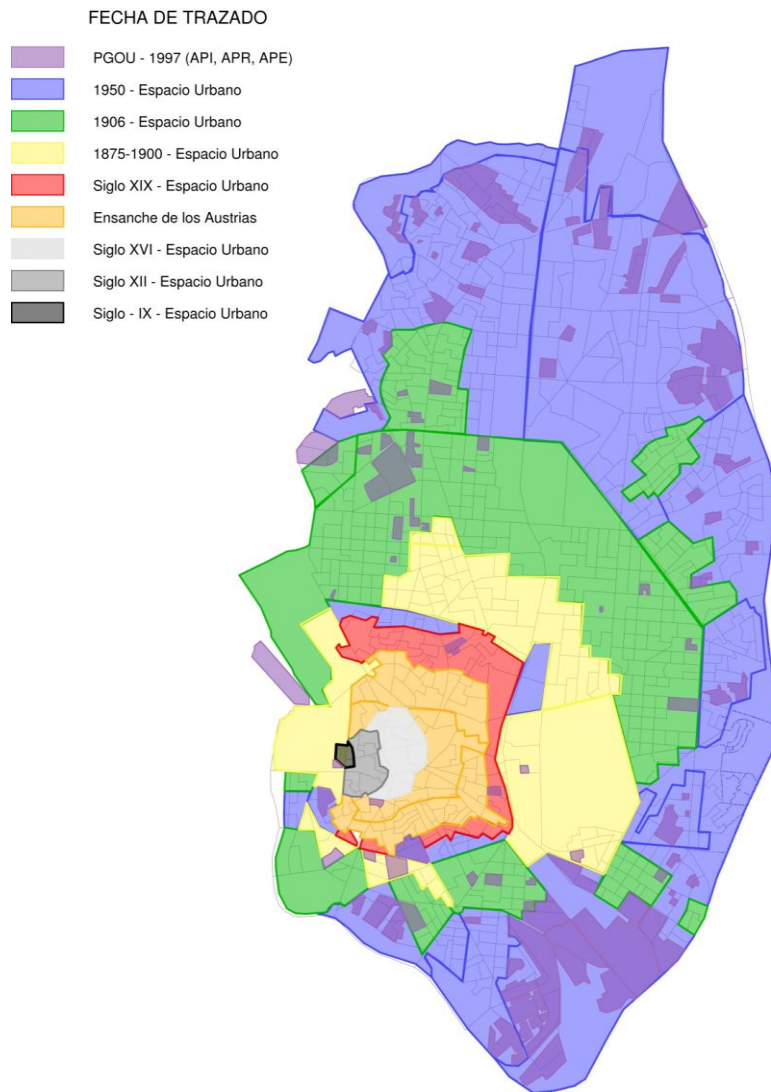 FECHA DE TRAZADO
PGOU - 1997 (API, APR, APE)
1950 - Espacio Urbano
1906 - Espacio Urbano
1875-1900 - Espacio Urbano
Siglo XIX - Espacio Urbano
Ensanche de los Austrias
Siglo XVI - Espacio Urbano
Siglo XII - Espacio Urbano
Siglo - IX - Espacio Urbano